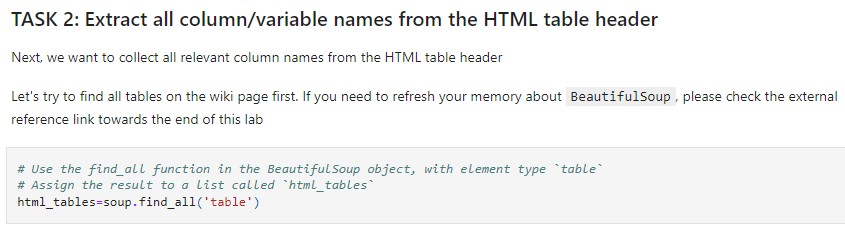 TASK 2: Extract all column/variable names from the HTML table header
Next, we want to collect all relevant column names from the HTML table header
Let's try to find all tables on the wiki page first. If you need to refresh your memory about BeautifulSoup , please check the external
reference link towards the end of this lab
# Use the find_all function in the BeautifulSoup object, with element type `table`
# Assign the result to a list called `html_tables`
html_tables=soup.find_all('table')